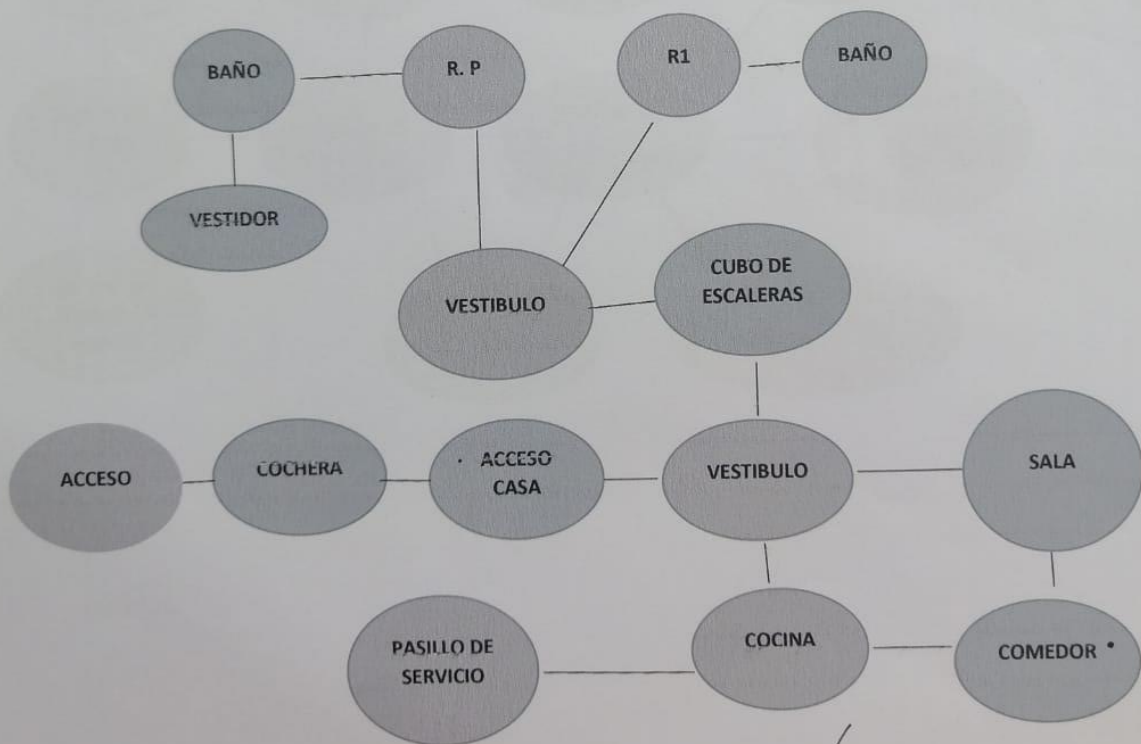 BAÑO
R. P
R1
BAÑO
VESTIDOR
VESTIBULO
CUBO DE
ESCALERAS
ACCESO
COCHERA
ACCESO
CASA
VESTIBULO
SALA
PASILLO DE
SERVICIO
COCINA
COMEDOR